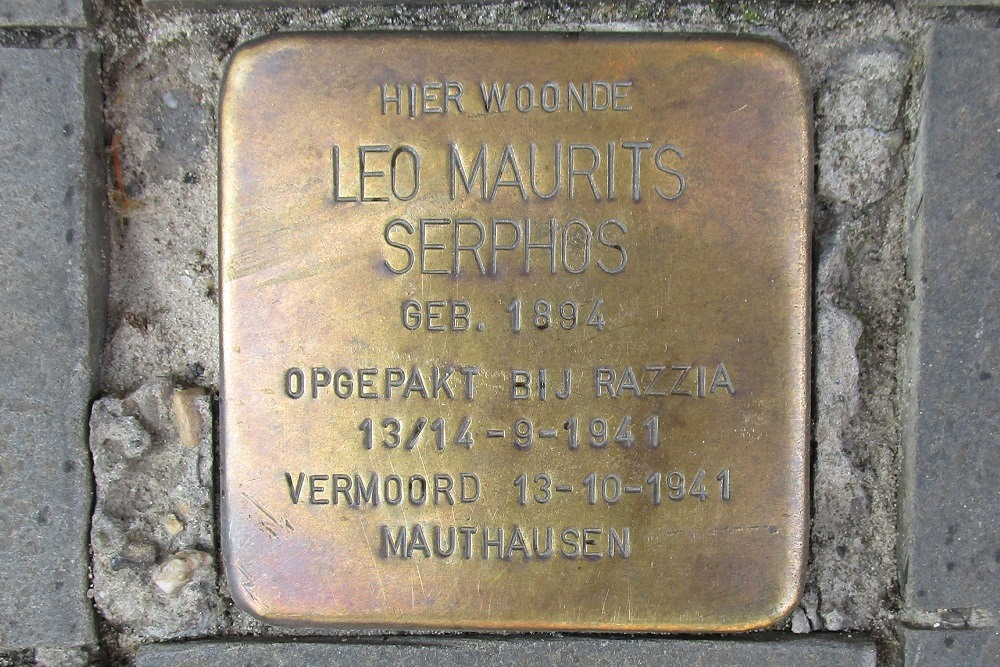 HIER WOONDE
LEO MAURITS
SERPHOS
GEB. 1894
OPGEPAKT BIJ RAZZIA
13/14-9-1941
VERMOORD 13-10-1941
MAUTHAUSEN